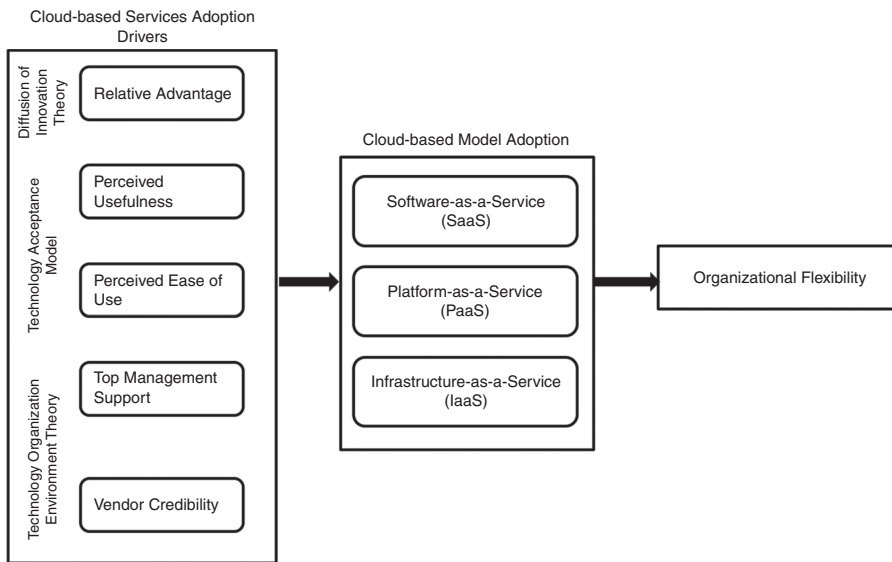 Cloud-based Services Adoption
Drivers
Diffusion of
Innovation
Theory
Relative Advantage
Technology Acceptance
Model
Perceived
Usefulness
Perceived Ease of
Use
Technology Organization
Environment Theory
Top Management
Support
Vendor Credibility
Cloud-based Model Adoption
Software-as-a-Service
(SaaS)
Platform-as-a-Service
(PaaS)
Infrastructure-as-a-Service
(IaaS)
Organizational Flexibility